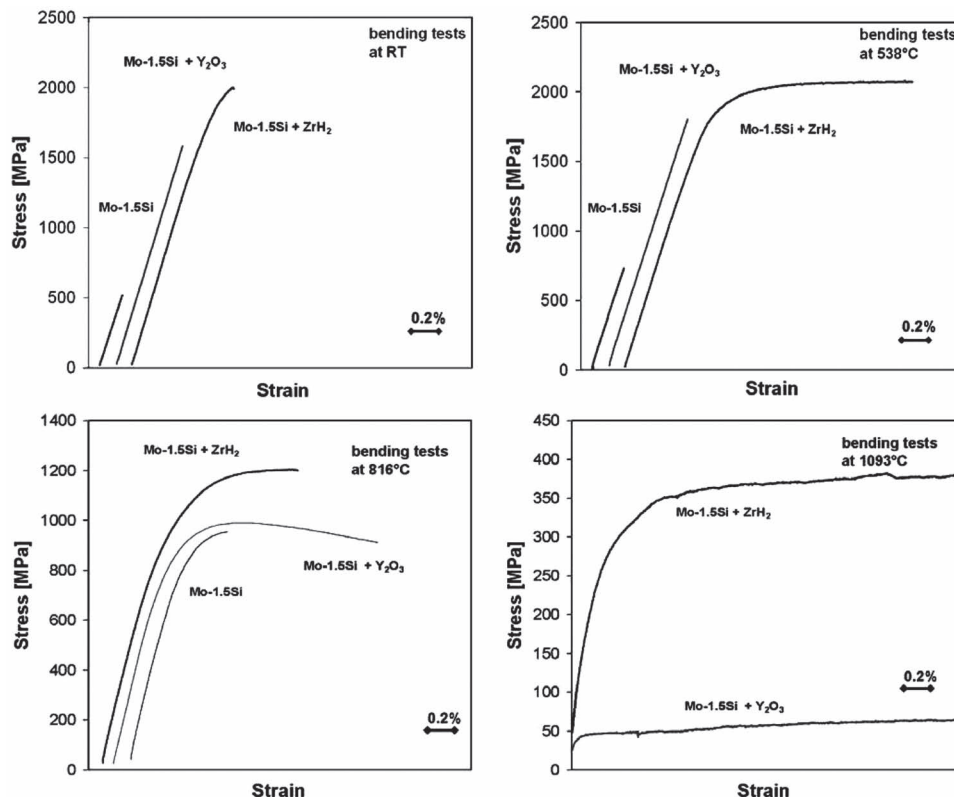 2500
2000
1500
1000
500
0
Stress [MPa]
bending tests
at RT
Mo-1.5Si + Y₂O₃
Mo-1.5Si + ZrH₂
Mo-1.5Si
0.2%
Strain
2500
2000
1500
1000
500
0
Stress [MPa]
bending tests
at 538°C
Mo-1.5Si + Y₂O₃
Mo-1.5Si + ZrH₂
Mo-1.5Si
0.2%
Strain
1400
1200
1000
800
600
400
200
0
Stress [MPa]
Mo-1.5Si + ZrH₂
bending tests
at 816°C
Mo-1.5Si + Y₂O₃
Mo-1.5Si
0.2%
Strain
450
400
350
300
250
200
150
100
50
0
Stress [MPa]
bending tests
at 1093°C
Mo-1.5Si + ZrH₂
0.2%
Mo-1.5Si + Y₂O₃
Strain